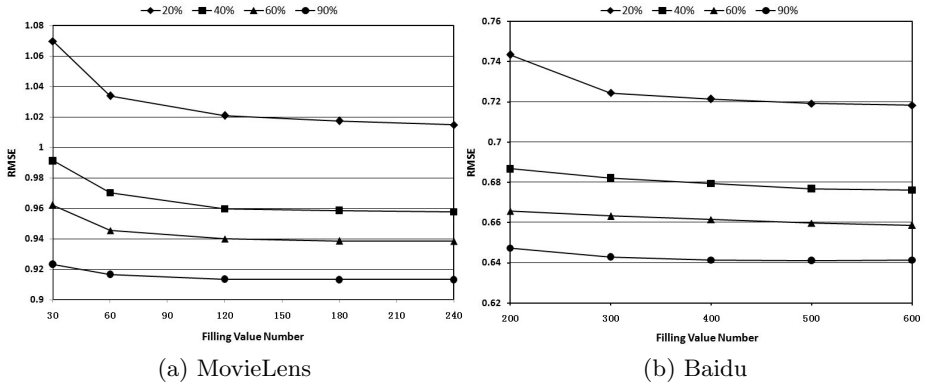 20% 40% 60% 90%
1.08
1.06
1.04
1.02
1
0.98
0.96
0.94
0.92
0.9
RMSE
30 60 90 120 150 180 210 240
Filling Value Number
(a) MovieLens
20% 40% 60% 90%
0.76
0.74
0.72
0.7
0.68
0.66
0.64
0.62
RMSE
200 300 400 500 600
Filling Value Number
(b) Baidu